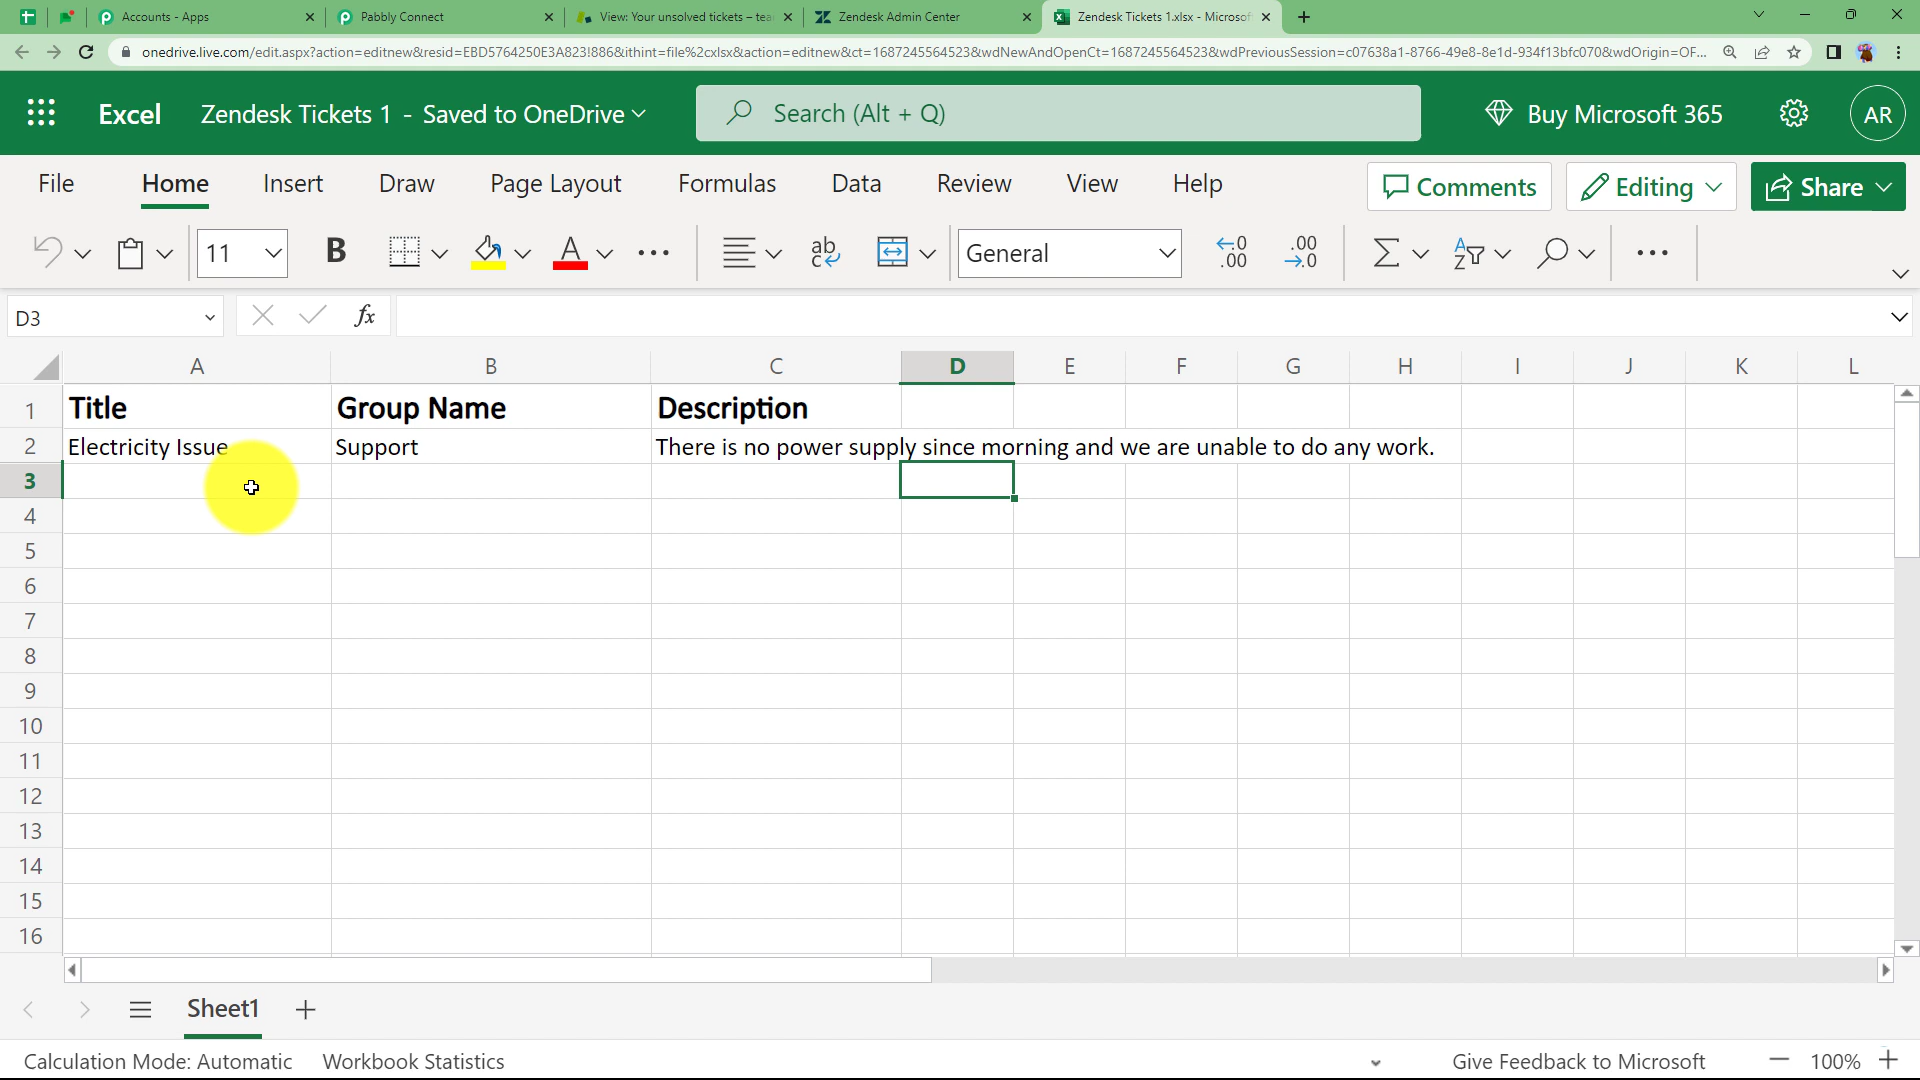 Accounts - Apps
Pabbly Connect
View: Your unsolved tickets – tea
Zendesk Admin Center
Zendesk Tickets 1.xlsx - Microsof
onedrive.live.com/edit.aspx?action=editnew&resid=EBD5764250E3A823!886&ithint=file%2cxlsx&action=editnew&ct=1687245564523&wdNewAndOpenCt=1687245564523&wdPreviousSession=c07638a1-8766-49e8-8e1d-934f13bfc070&wdOrigin=OF...
Excel Zendesk Tickets 1 - Saved to OneDrive
Search (Alt + Q)
Buy Microsoft 365
AR
File Home Insert Draw Page Layout Formulas Data Review View Help
Comments Editing Share
11 B A ab c General ←0 .00 .00 →0 Σ A Z
D3 fx
A B C D E F G H I J K L
1 Title Group Name Description
2 Electricity Issue Support There is no power supply since morning and we are unable to do any work.
3
4
5
6
7
8
9
10
11
12
13
14
15
16
Sheet1
Calculation Mode: Automatic Workbook Statistics Give Feedback to Microsoft 100%